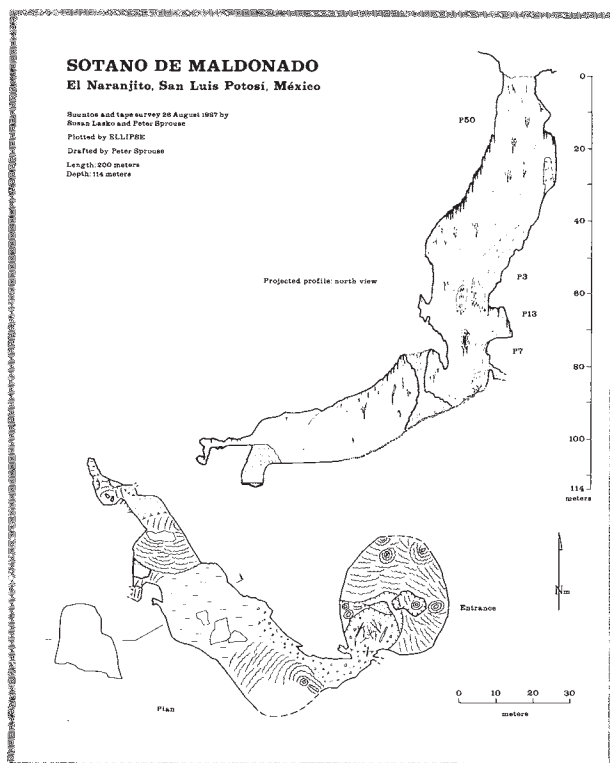 SOTANO DE MALDONADO
El Naranjito, San Luis Potosí, México
Suuntos and tape survey 26 August 1987 by
Susan Lasko and Peter Sprouse
Plotted by ELLIPSE
Drafted by Peter Sprouse
Length: 200 meters
Depth: 114 meters
P50
0
20
40
Projected profile: north view
P3
60
P13
P7
80
100
114
meters
Entrance
Nm
Plan
0 10 20 30
meters